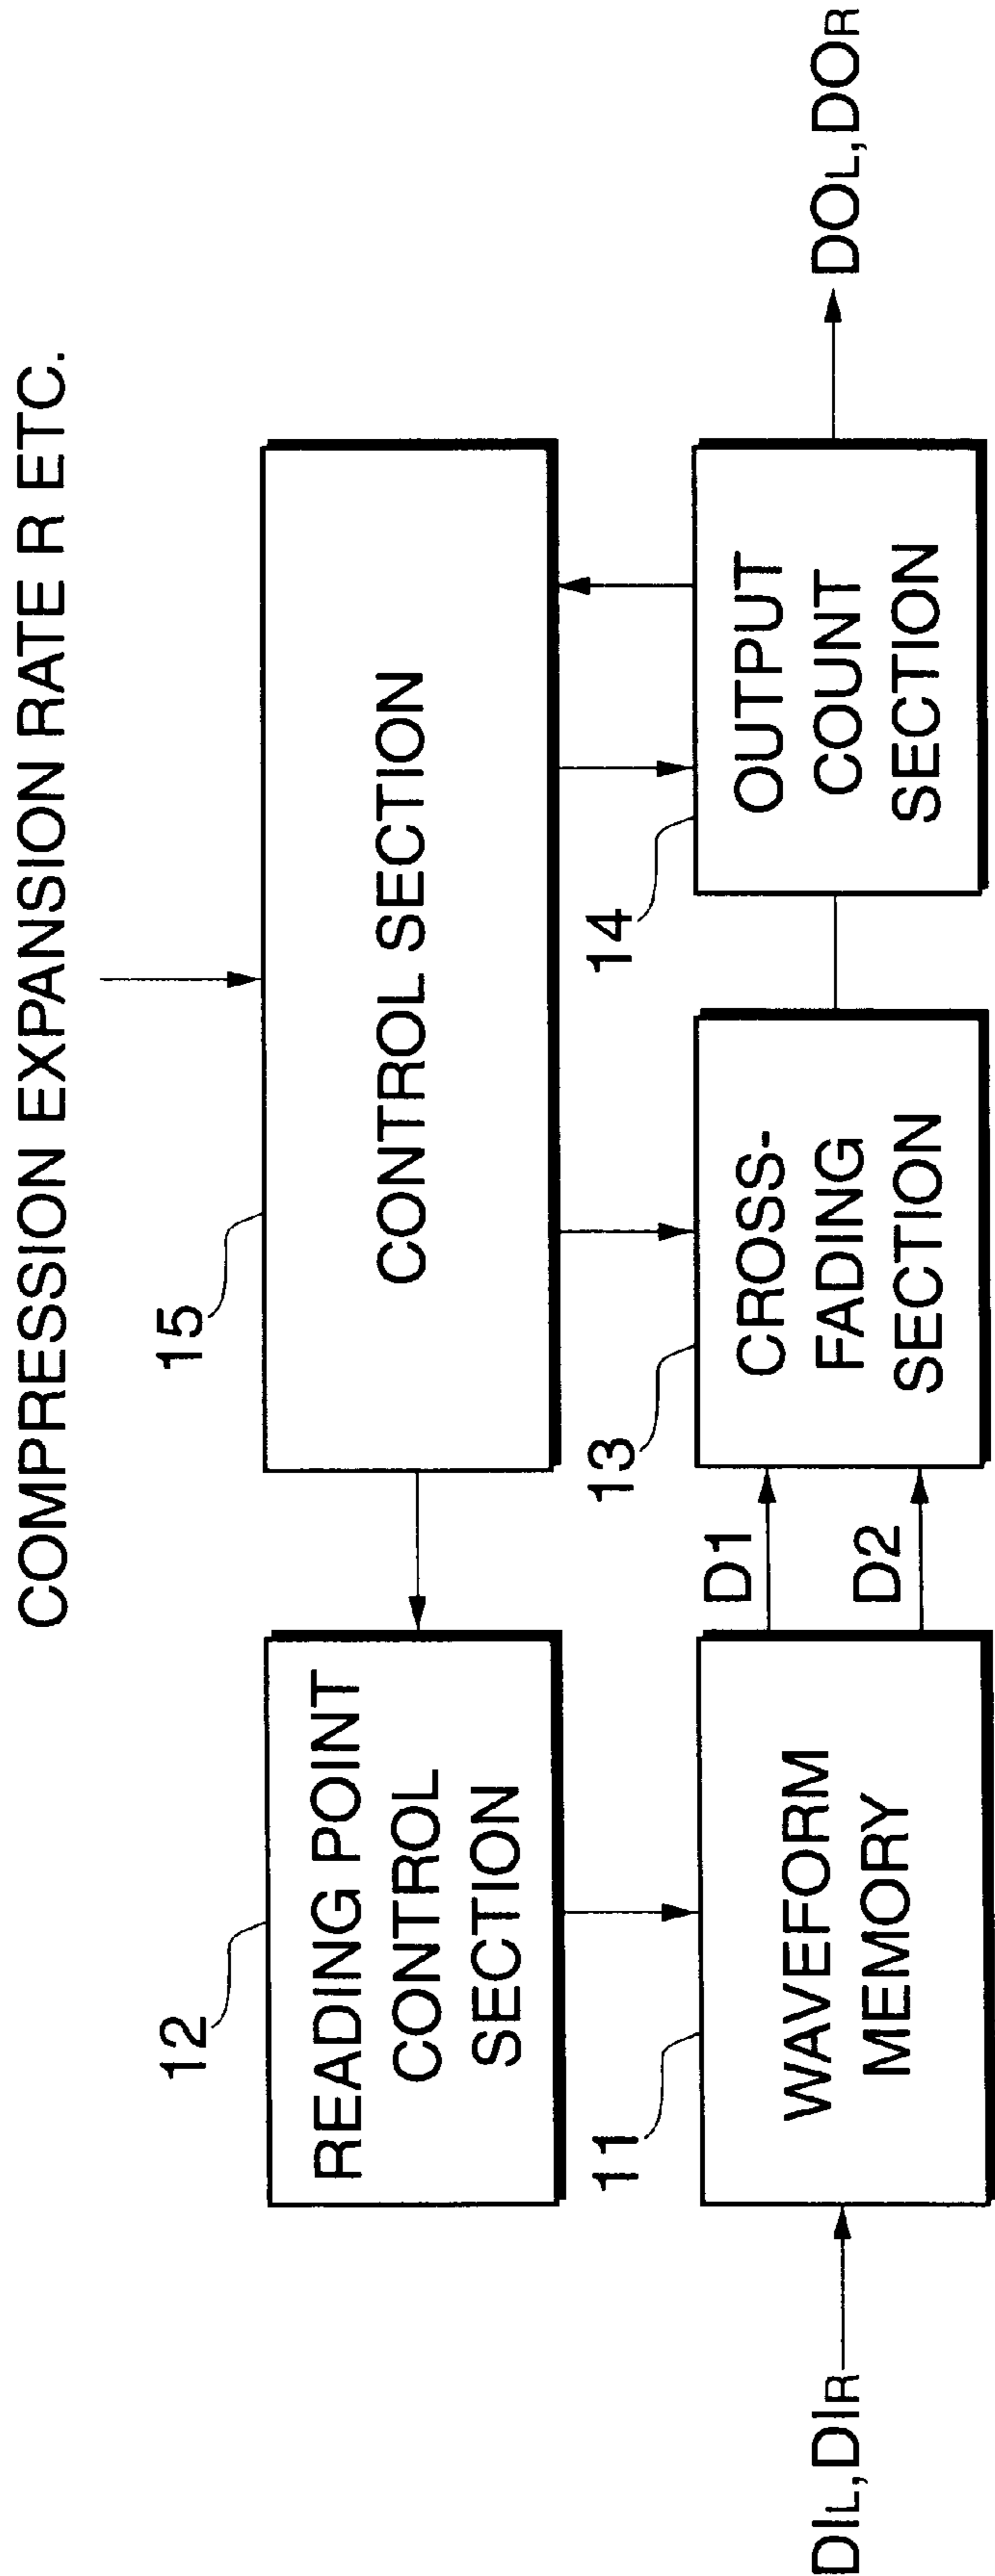 COMPRESSION EXPANSION RATE R ETC.
15
CONTROL SECTION
12
READING POINT
CONTROL
SECTION
11
WAVEFORM
MEMORY
DIL,DIR
D1
D2
13
CROSS-
FADING
SECTION
14
OUTPUT
COUNT
SECTION
DOL,DOR